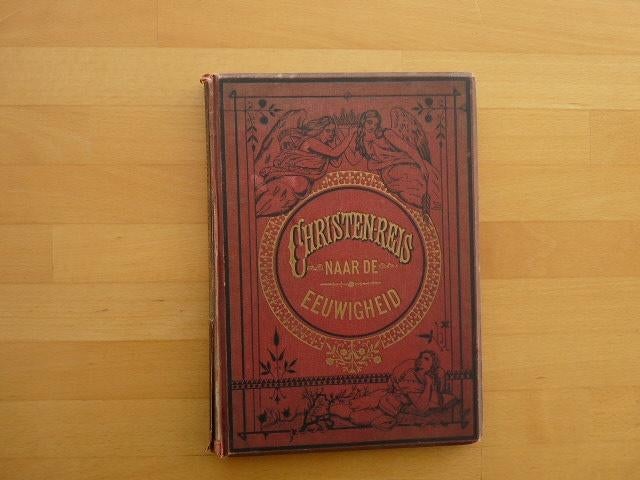 CHRISTEN-REIS
NAAR DE
EEUWIGHEID